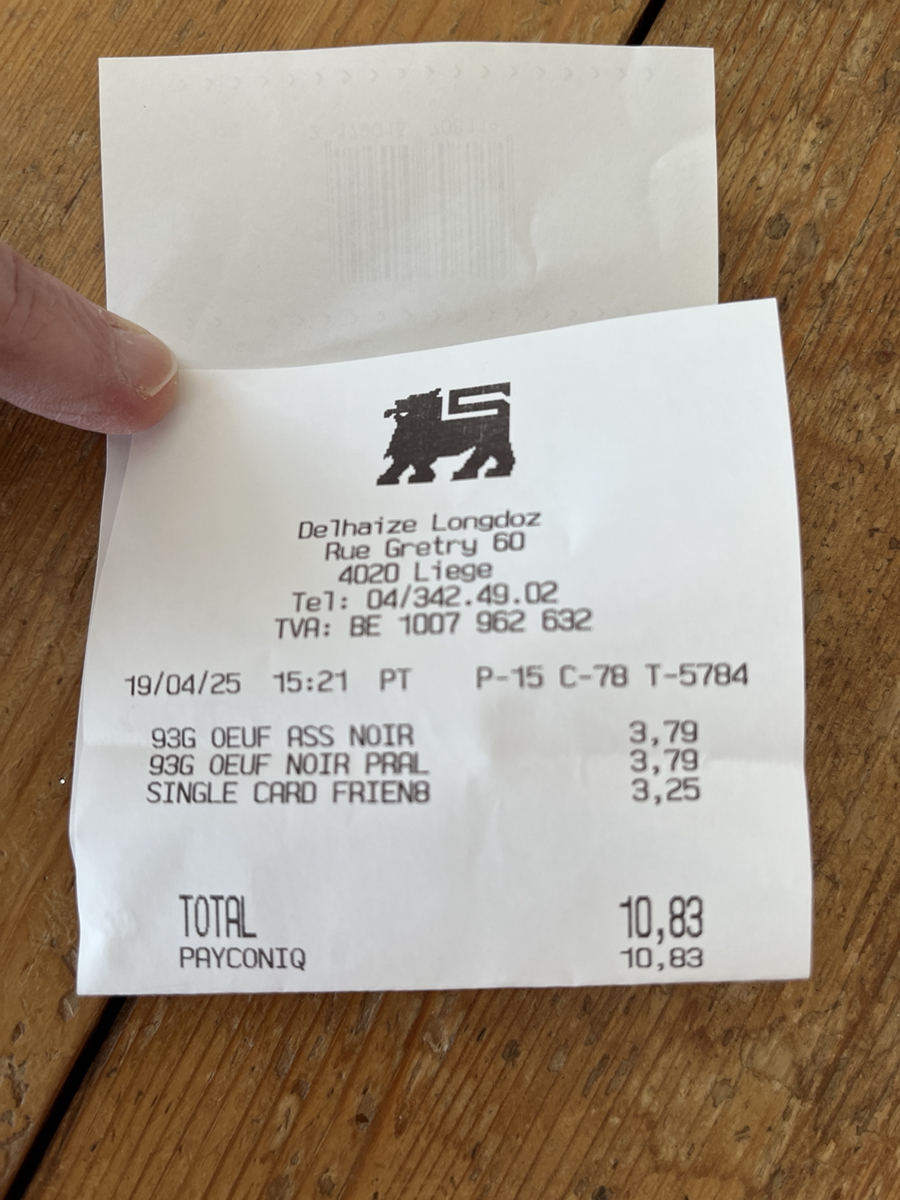 Delhaize Longdoz
Rue Gretry 60
4020 Liege
Tel: 04/342.49.02
TVA: BE 1007 962 632
19/04/25 15:21 PT P-15 C-78 T-5784
93G OEUF ASS NOIR 3,79
93G OEUF NOIR PRAL 3,79
SINGLE CARD FRIEN8 3,25
TOTAL 10,83
PAYCONIQ 10,83